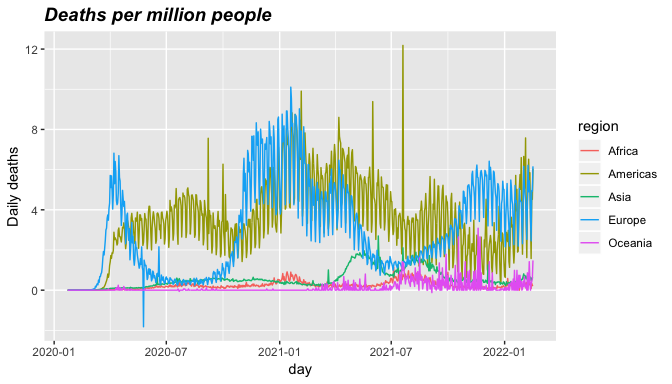 Deaths per million people
12
8
4
0
Daily deaths
2020-01
2020-07
2021-01
2021-07
2022-01
day
region
Africa
Americas
Asia
Europe
Oceania